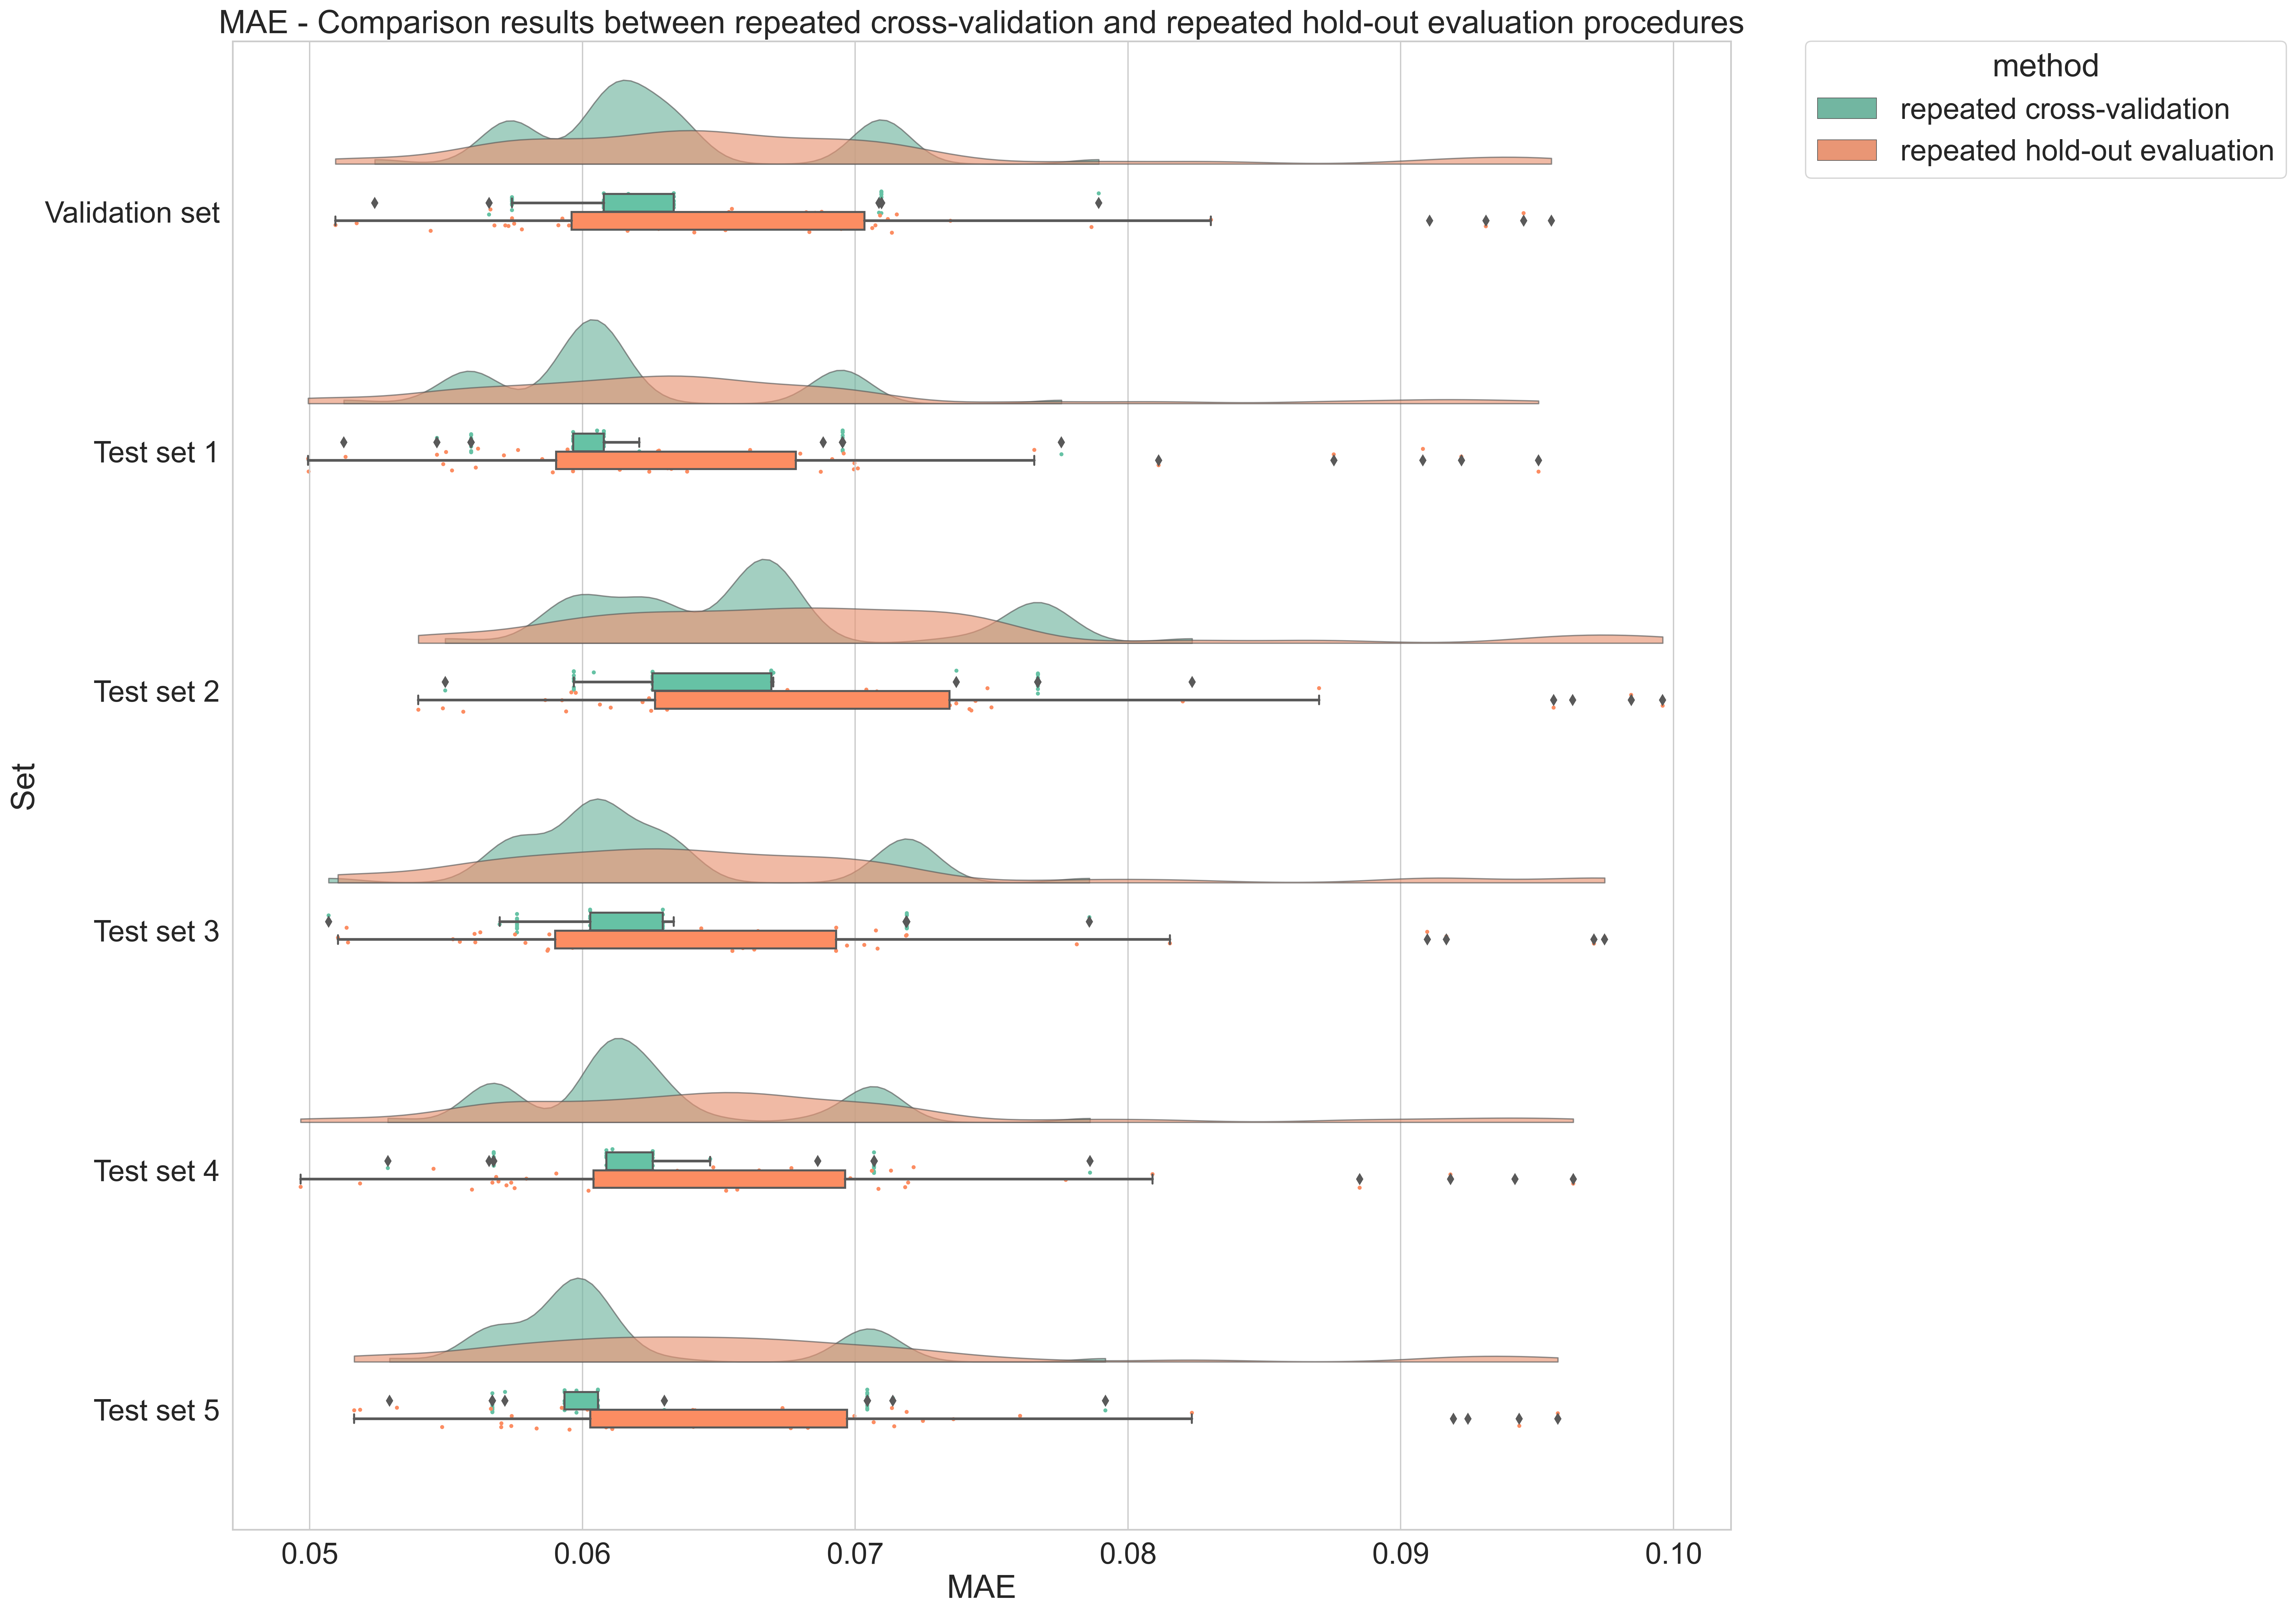 MAE - Comparison results between repeated cross-validation and repeated hold-out evaluation procedures
method
repeated cross-validation
repeated hold-out evaluation
Validation set
Test set 1
Test set 2
Set
Test set 3
Test set 4
Test set 5
0.05 0.06 0.07 0.08 0.09 0.10
MAE